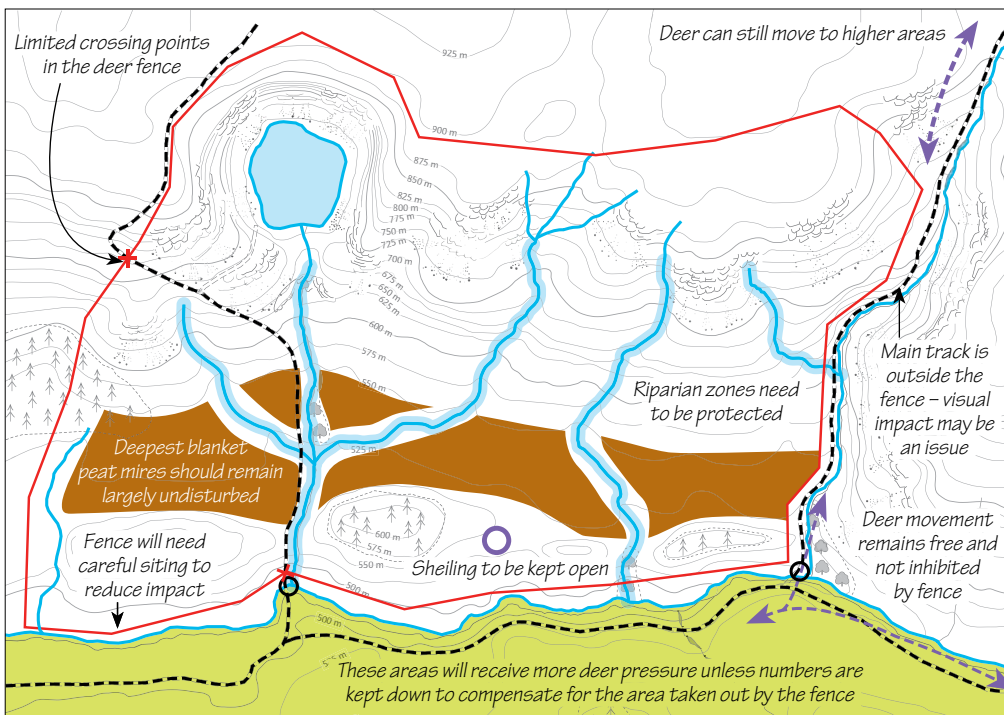 Limited crossing points
in the deer fence
Deer can still move to higher areas
925 m
900 m
875 m
850 m
825 m
800 m
775 m
750 m
725 m
700 m
675 m
650 m
625 m
600 m
575 m
550 m
525 m
Main track is
outside the
fence – visual
impact may be
an issue
Riparian zones need
to be protected
Deepest blanket
peat mires should remain
largely undisturbed
Fence will need
careful siting to
reduce impact
600 m
575 m
550 m
Sheiling to be kept open
Deer movement
remains free and
not inhibited
by fence
500 m
500 m
These areas will receive more deer pressure unless numbers are
kept down to compensate for the area taken out by the fence